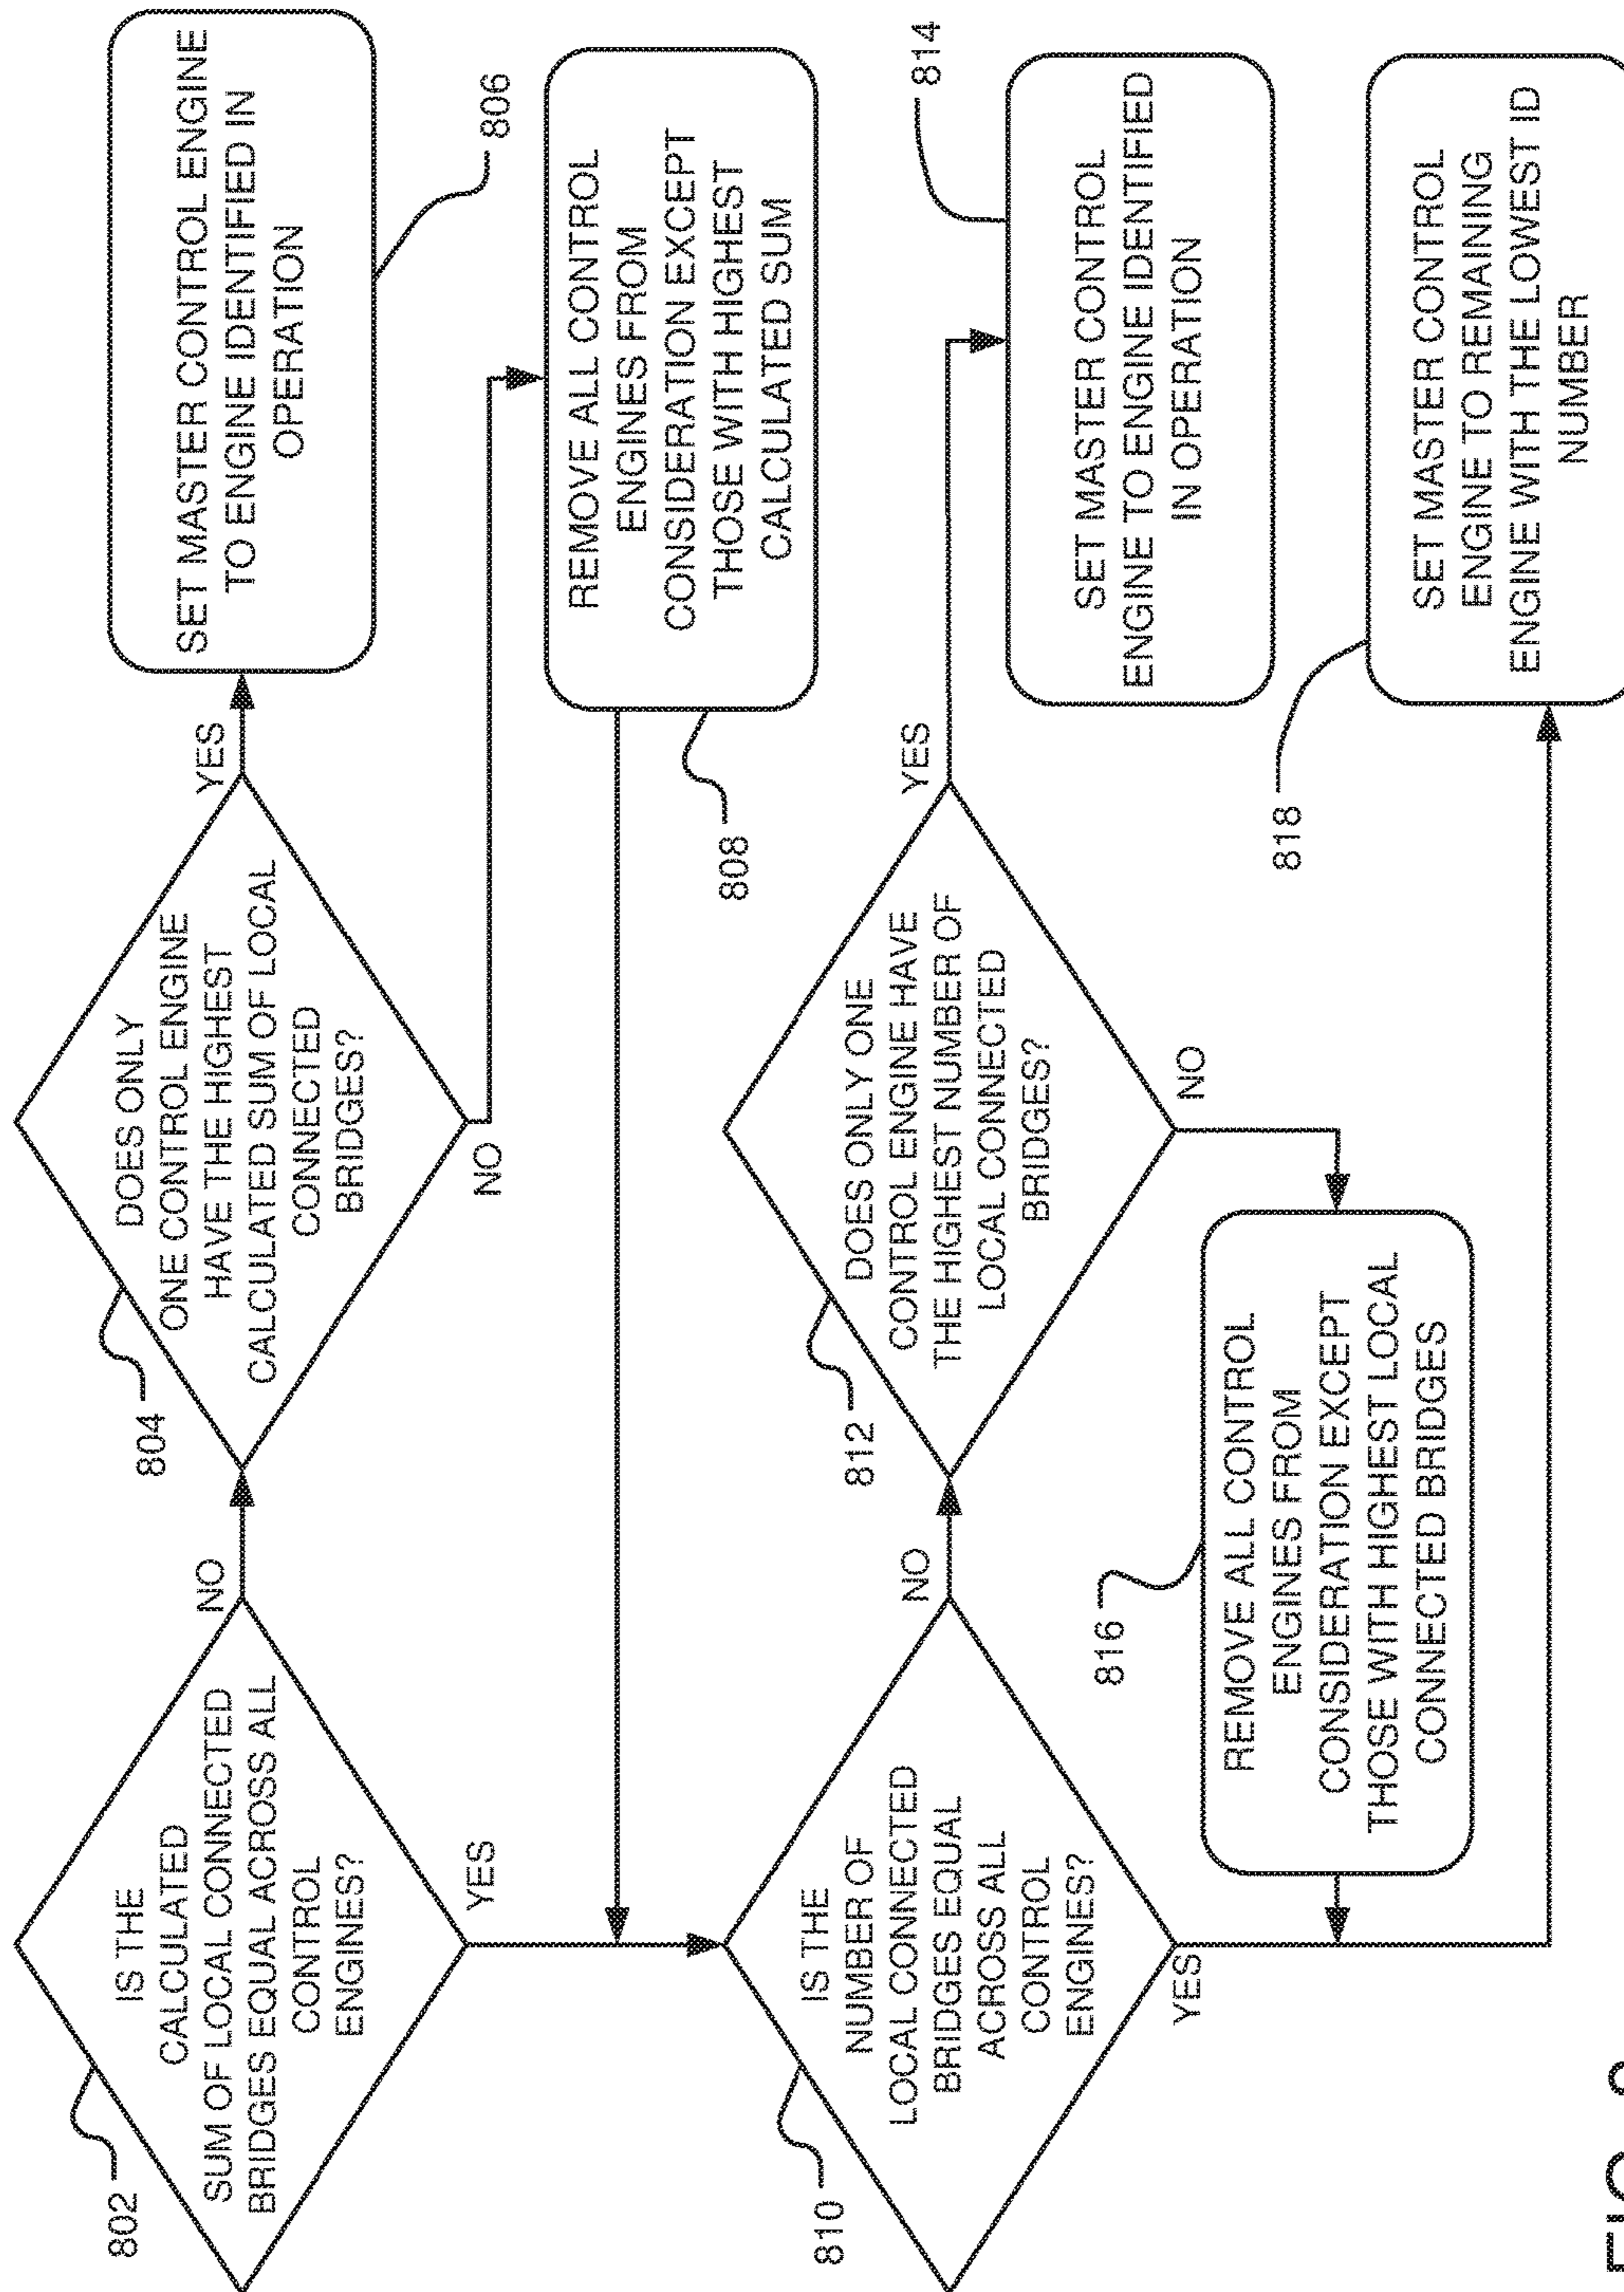 IS THE
CALCULATED
SUM OF LOCAL CONNECTED
BRIDGES EQUAL ACROSS ALL
CONTROL
ENGINES?
802
NO
YES
DOES ONLY
ONE CONTROL ENGINE
HAVE THE HIGHEST
CALCULATED SUM OF LOCAL
CONNECTED
BRIDGES?
804
YES
NO
SET MASTER CONTROL ENGINE
TO ENGINE IDENTIFIED IN
OPERATION
806
REMOVE ALL CONTROL
ENGINES FROM
CONSIDERATION EXCEPT
THOSE WITH HIGHEST
CALCULATED SUM
808
IS THE
NUMBER OF
LOCAL CONNECTED
BRIDGES EQUAL
ACROSS ALL
CONTROL
ENGINES?
810
NO
YES
DOES ONLY ONE
CONTROL ENGINE HAVE
THE HIGHEST NUMBER OF
LOCAL CONNECTED
BRIDGES?
812
YES
NO
SET MASTER CONTROL
ENGINE TO ENGINE IDENTIFIED
IN OPERATION
814
REMOVE ALL CONTROL
ENGINES FROM
CONSIDERATION EXCEPT
THOSE WITH HIGHEST LOCAL
CONNECTED BRIDGES
816
SET MASTER CONTROL
ENGINE TO REMAINING
ENGINE WITH THE LOWEST ID
NUMBER
818
FIG.